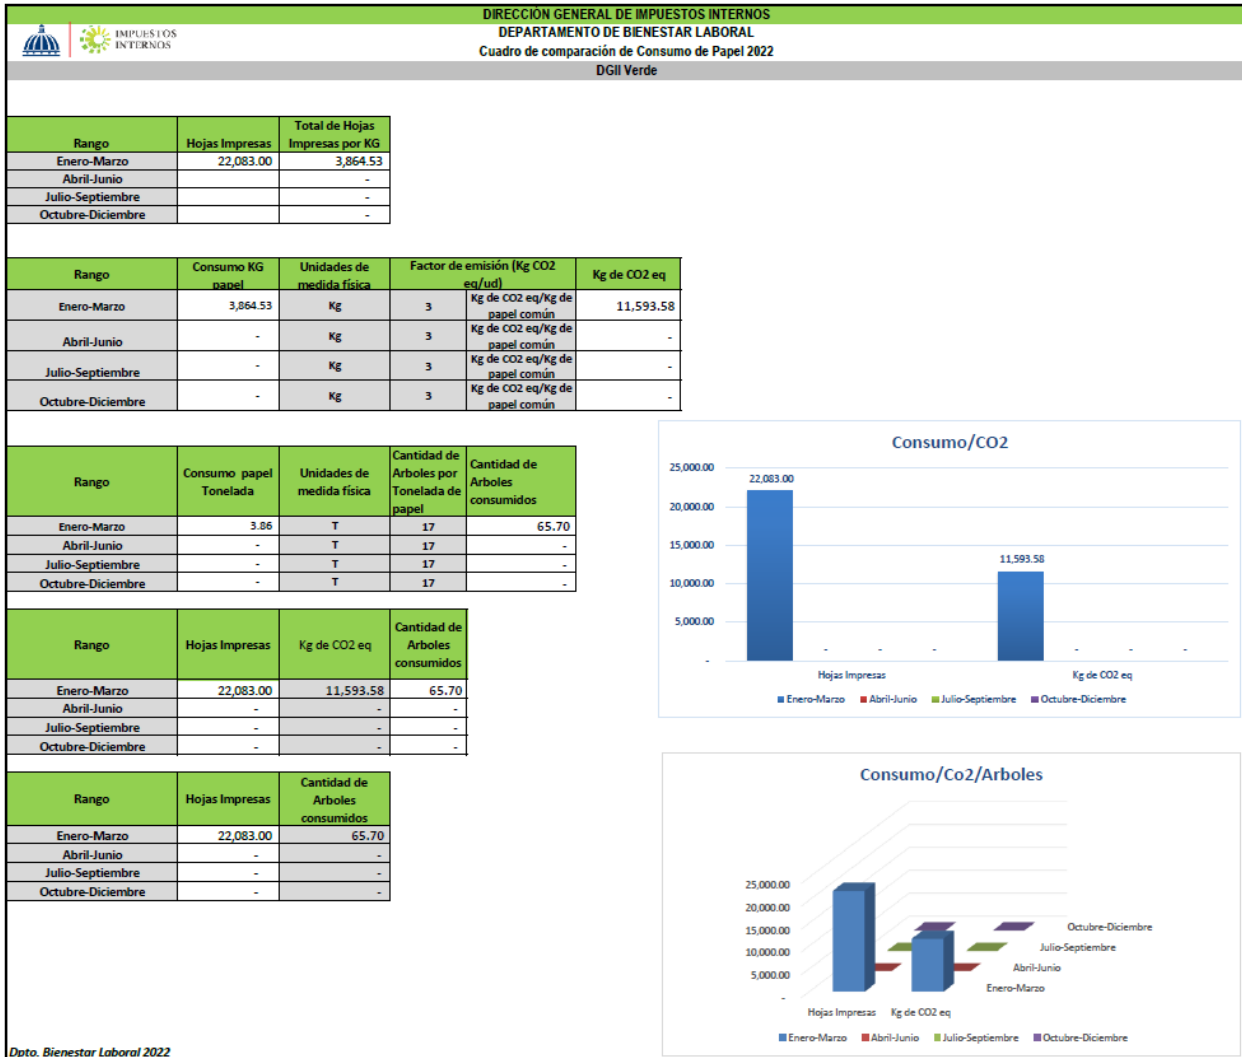 DIRECCIÓN GENERAL DE IMPUESTOS INTERNOS
IMPUESTOS
INTERNOS
DEPARTAMENTO DE BIENESTAR LABORAL
Cuadro de comparación de Consumo de Papel 2022
DGII Verde
Rango Hojas Impresas Total de Hojas Impresas por KG
Enero-Marzo 22,083.00 3,864.53
Abril-Junio -
Julio-Septiembre -
Octubre-Diciembre -
Rango Consumo KG papel Unidades de medida física Factor de emisión (Kg CO2 eq/ud) Kg de CO2 eq
Enero-Marzo 3,864.53 Kg 3 Kg de CO2 eq/Kg de papel común 11,593.58
Abril-Junio - Kg 3 Kg de CO2 eq/Kg de papel común -
Julio-Septiembre - Kg 3 Kg de CO2 eq/Kg de papel común -
Octubre-Diciembre - Kg 3 Kg de CO2 eq/Kg de papel común -
Rango Consumo papel Tonelada Unidades de medida física Cantidad de Arboles por Tonelada de papel Cantidad de Arboles consumidos
Enero-Marzo 3.86 T 17 65.70
Abril-Junio - T 17 -
Julio-Septiembre - T 17 -
Octubre-Diciembre - T 17 -
Rango Hojas Impresas Kg de CO2 eq Cantidad de Arboles consumidos
Enero-Marzo 22,083.00 11,593.58 65.70
Abril-Junio - - -
Julio-Septiembre - - -
Octubre-Diciembre - - -
Rango Hojas Impresas Cantidad de Arboles consumidos
Enero-Marzo 22,083.00 65.70
Abril-Junio - -
Julio-Septiembre - -
Octubre-Diciembre - -
Consumo/CO2
25,000.00
22,083.00
20,000.00
15,000.00
11,593.58
10,000.00
5,000.00
- - - - - - -
Hojas Impresas Kg de CO2 eq
Enero-Marzo Abril-Junio Julio-Septiembre Octubre-Diciembre
Consumo/Co2/Arboles
25,000.00
20,000.00
15,000.00
10,000.00
5,000.00
-
Octubre-Diciembre
Julio-Septiembre
Abril-Junio
Enero-Marzo
Hojas Impresas Kg de CO2 eq
Enero-Marzo Abril-Junio Julio-Septiembre Octubre-Diciembre
Dpto. Bienestar Laboral 2022